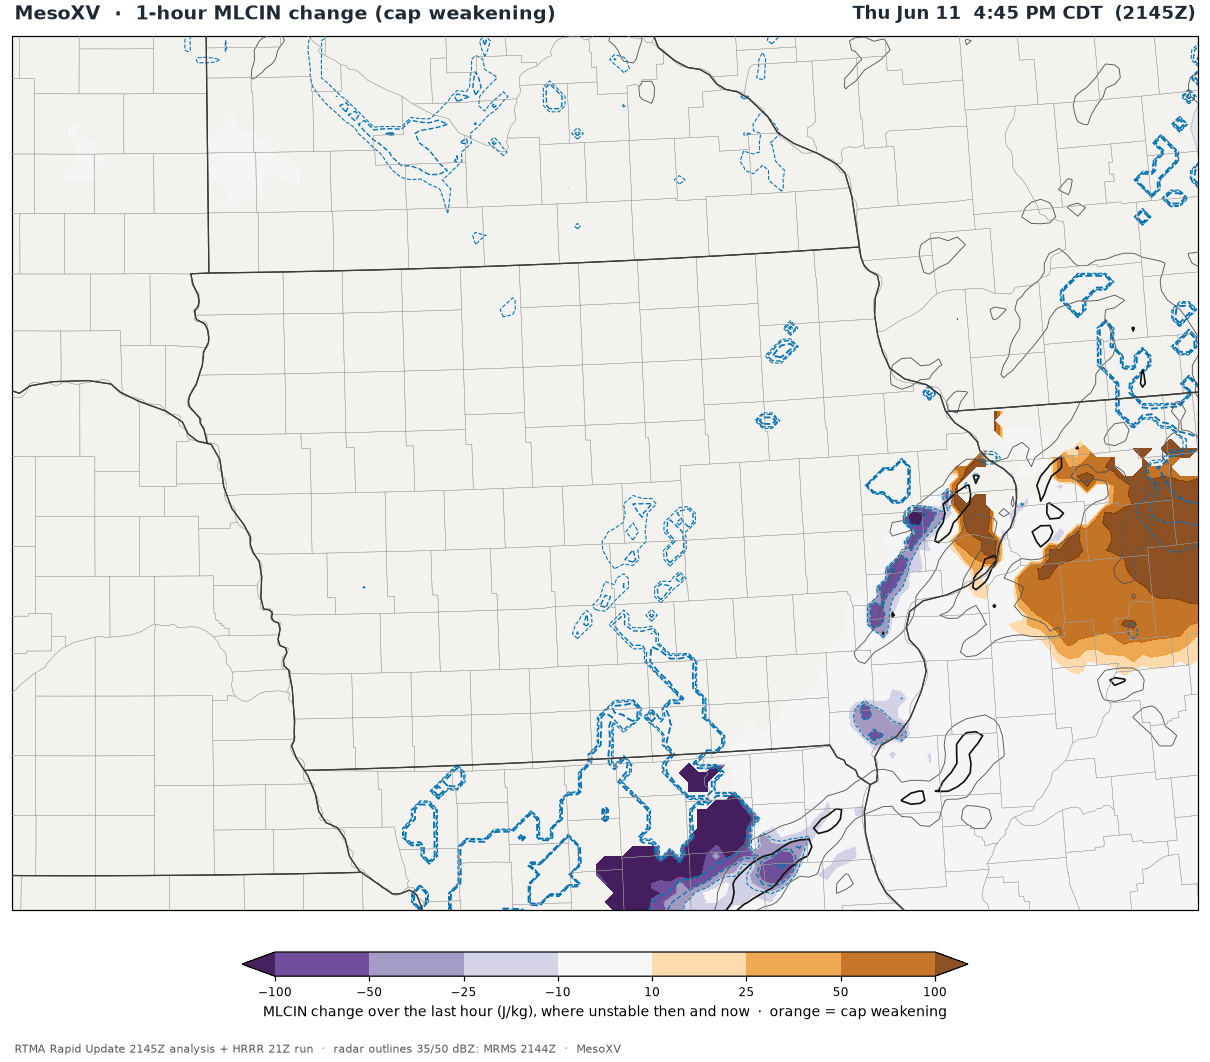 MesoXV · 1-hour MLCIN change (cap weakening)
Thu Jun 11 4:45 PM CDT (2145Z)
−100 −50 −25 −10 10 25 50 100
MLCIN change over the last hour (J/kg), where unstable then and now · orange = cap weakening
RTMA Rapid Update 2145Z analysis + HRRR 21Z run · radar outlines 35/50 dBZ: MRMS 2144Z · MesoXV